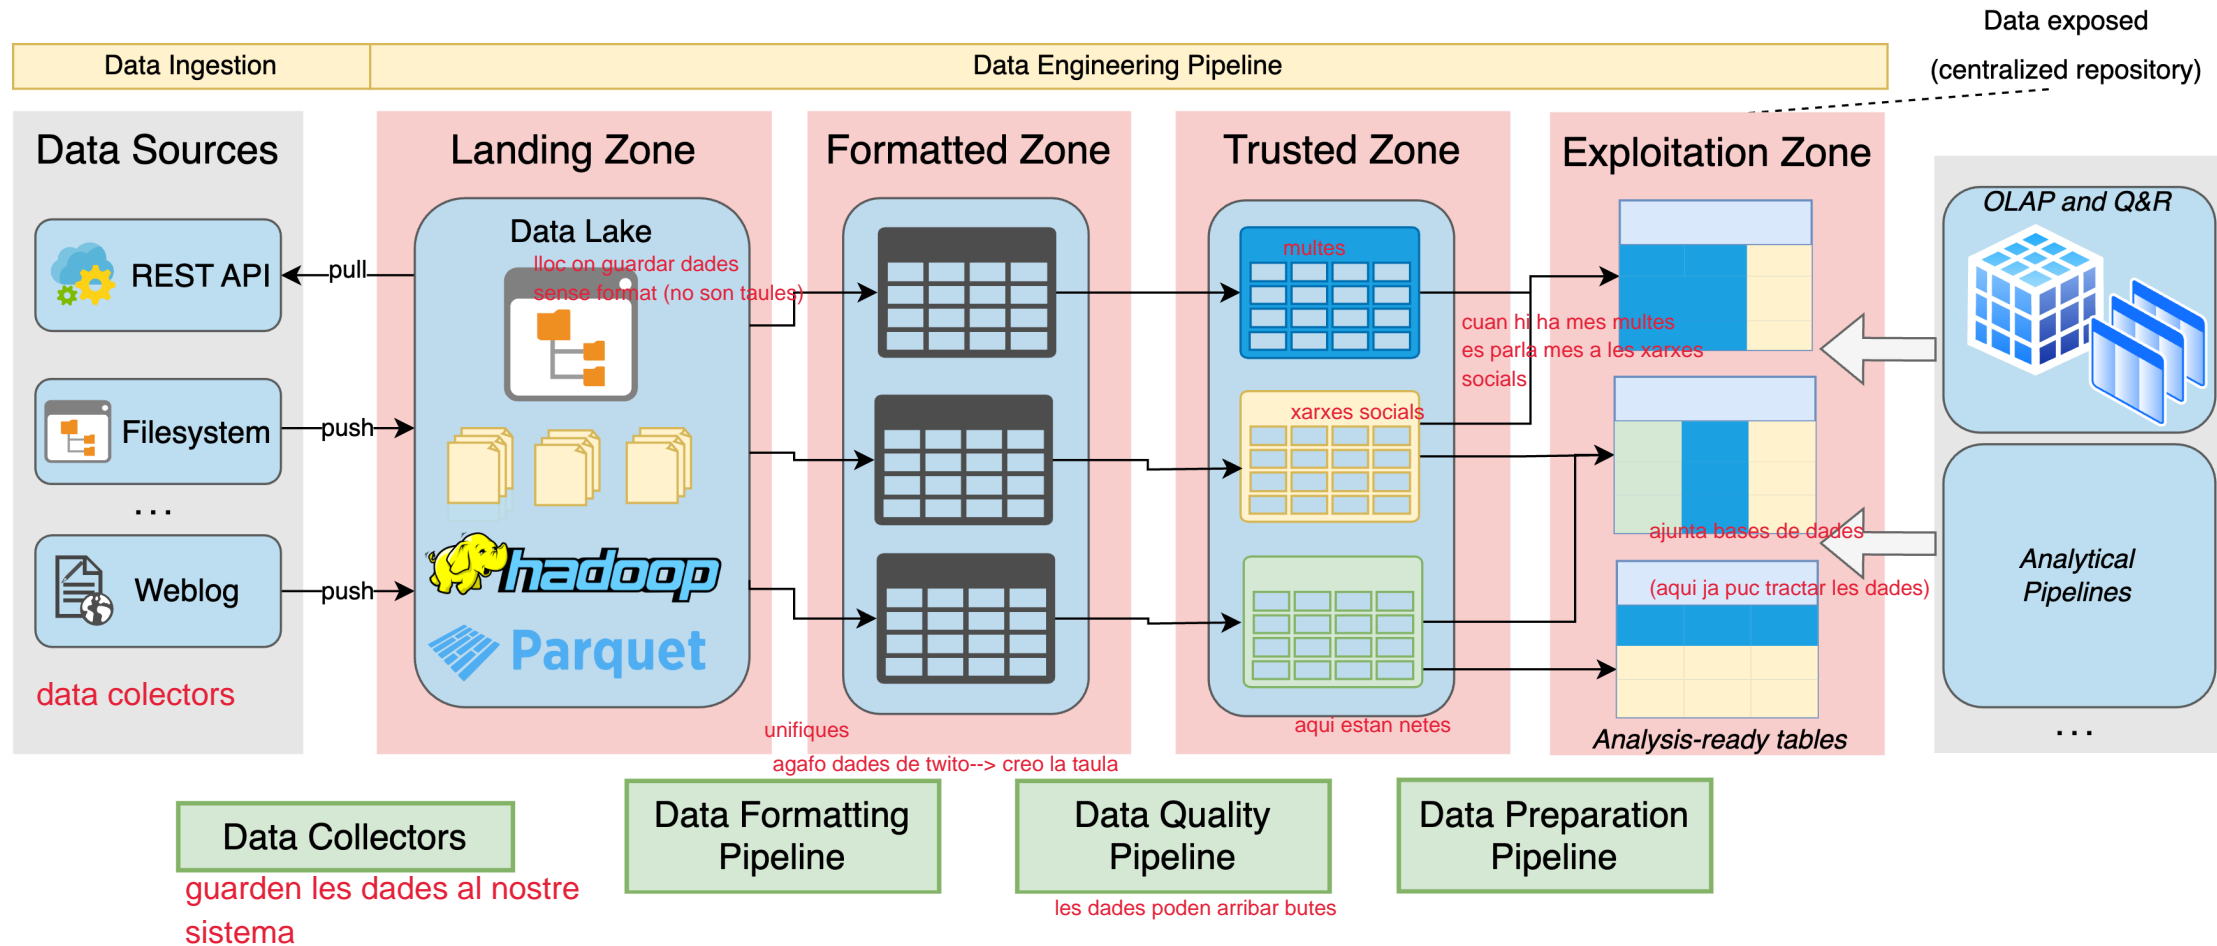 Data exposed
(centralized repository)
Data Ingestion
Data Engineering Pipeline
Data Sources
REST API
Filesystem
...
Weblog
data colectors
pull
push
push
Landing Zone
Data Lake
lloc on guardar dades
sense format (no son taules)
hadoop
Parquet
Formatted Zone
unifiques
agafo dades de twito--> creo la taula
Trusted Zone
multes
xarxes socials
aqui estan netes
cuan hi ha mes multes
es parla mes a les xarxes
socials
Exploitation Zone
ajunta bases de dades
(aqui ja puc tractar les dades)
Analysis-ready tables
OLAP and Q&R
Analytical
Pipelines
...
Data Collectors
guarden les dades al nostre
sistema
Data Formatting
Pipeline
Data Quality
Pipeline
les dades poden arribar butes
Data Preparation
Pipeline